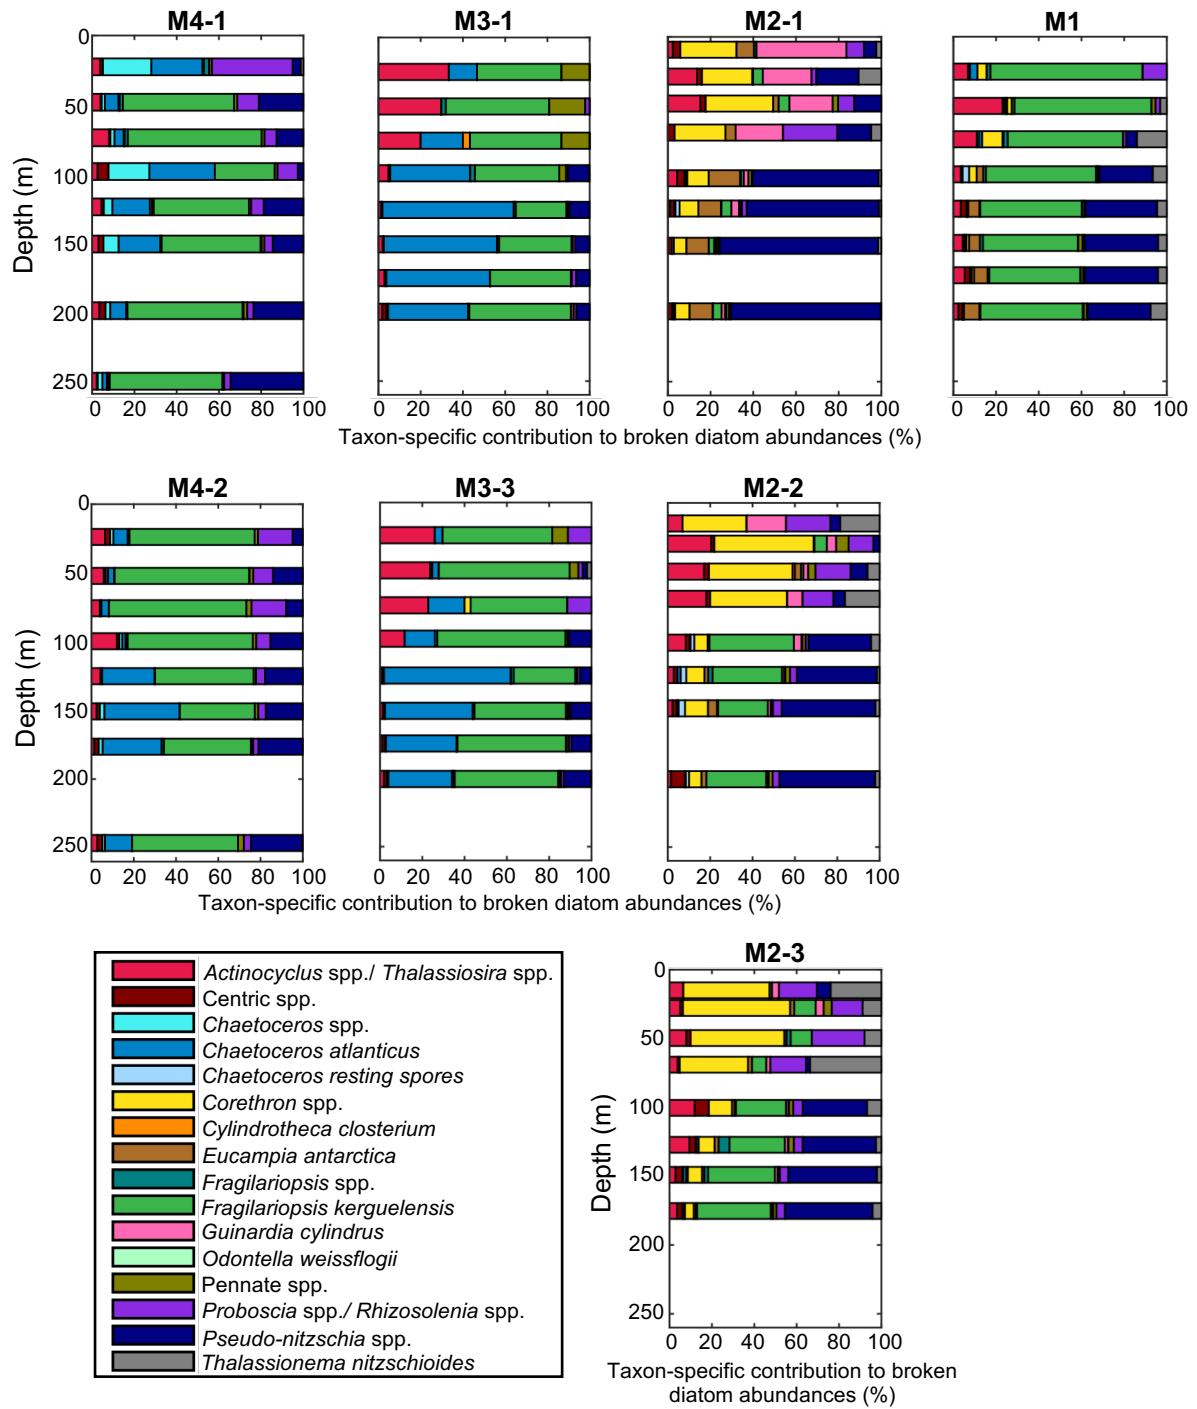 M4-1 M3-1 M2-1 M1
0
50
100
150
200
250
Depth (m)
0 20 40 60 80 100 0 20 40 60 80 100 0 20 40 60 80 100 0 20 40 60 80 100
Taxon-specific contribution to broken diatom abundances (%)
M4-2 M3-3 M2-2
0
50
100
150
200
250
Depth (m)
0 20 40 60 80 100 0 20 40 60 80 100 0 20 40 60 80 100
Taxon-specific contribution to broken diatom abundances (%)
Actinocyclus spp./ Thalassiosira spp.
Centric spp.
Chaetoceros spp.
Chaetoceros atlanticus
Chaetoceros resting spores
Corethron spp.
Cylindrotheca closterium
Eucampia antarctica
Fragilariopsis spp.
Fragilariopsis kerguelensis
Guinardia cylindrus
Odontella weissflogii
Pennate spp.
Proboscia spp./ Rhizosolenia spp.
Pseudo-nitzschia spp.
Thalassionema nitzschioides
M2-3
0
50
100
150
200
250
Depth (m)
0 20 40 60 80 100
Taxon-specific contribution to broken
diatom abundances (%)